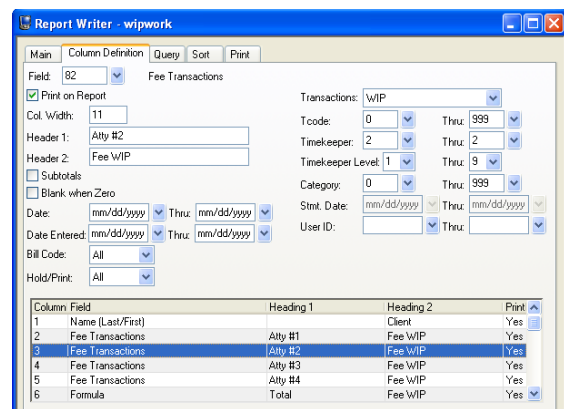 Report Writer - wipwork
Main Column Definition Query Sort Print
Field: 82 Fee Transactions
Print on Report
Transactions: WIP
Col. Width: 11
Tcode: 0 Thru: 999
Header 1: Atty #2
Timekeeper: 2 Thru: 2
Header 2: Fee WIP
Timekeeper Level: 1 Thru: 9
Subtotals
Category: 0 Thru: 999
Blank when Zero
Stmt. Date: mm/dd/yyyy Thru: mm/dd/yyyy
Date: mm/dd/yyyy Thru: mm/dd/yyyy
User ID: Thru:
Date Entered: mm/dd/yyyy Thru: mm/dd/yyyy
Bill Code: All
Hold/Print: All
Column Field Heading 1 Heading 2 Print
1 Name (Last/First) Client Yes
2 Fee Transactions Atty #1 Fee WIP Yes
3 Fee Transactions Atty #2 Fee WIP Yes
4 Fee Transactions Atty #3 Fee WIP Yes
5 Fee Transactions Atty #4 Fee WIP Yes
6 Formula Total Fee WIP Yes